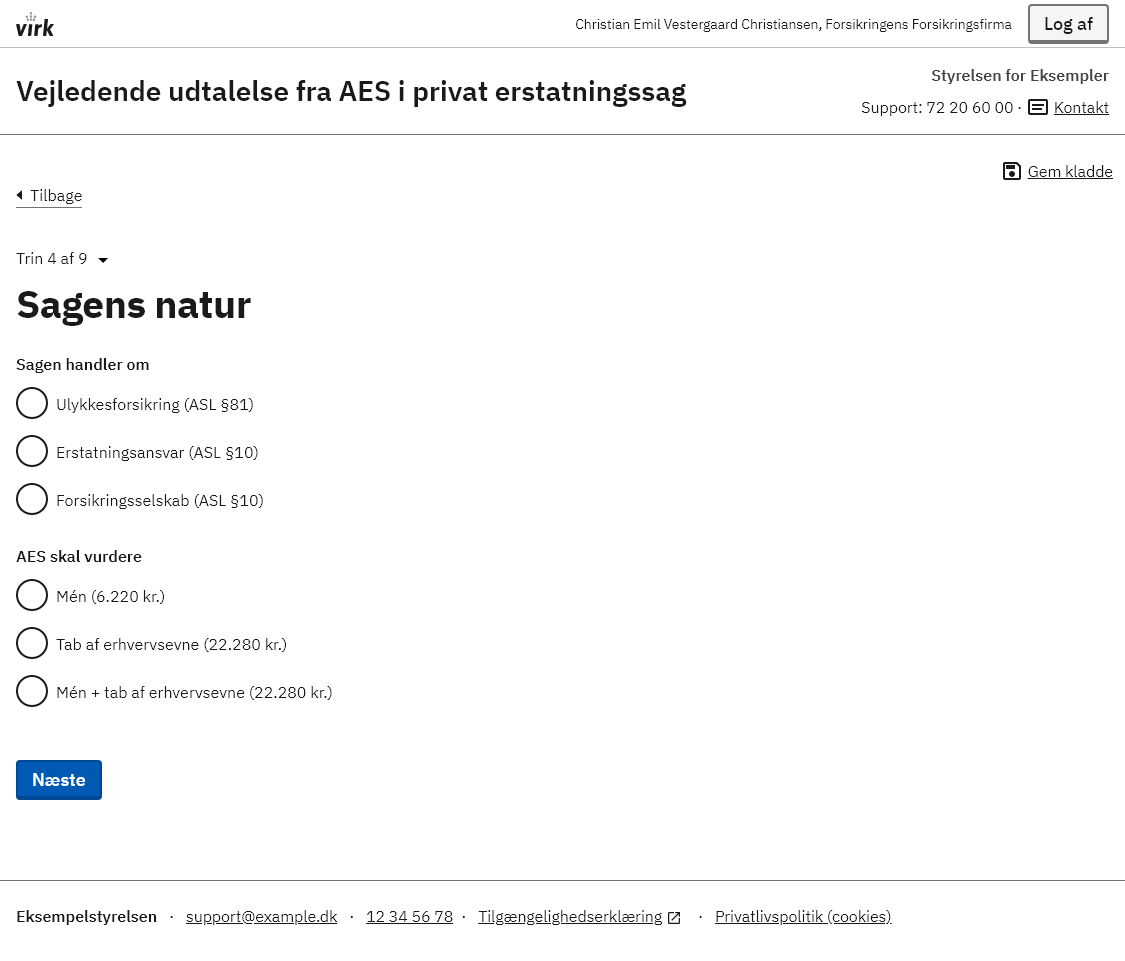 virk
Christian Emil Vestergaard Christiansen, Forsikringens Forsikringsfirma
Log af
Vejledende udtalelse fra AES i privat erstatningssag
Styrelsen for Eksempler
Support: 72 20 60 00 · Kontakt
Gem kladde
Tilbage
Trin 4 af 9
Sagens natur
Sagen handler om
Ulykkesforsikring (ASL §81)
Erstatningsansvar (ASL §10)
Forsikringsselskab (ASL §10)
AES skal vurdere
Mén (6.220 kr.)
Tab af erhvervsevne (22.280 kr.)
Mén + tab af erhvervsevne (22.280 kr.)
Næste
Eksempelstyrelsen · support@example.dk · 12 34 56 78 · Tilgængelighedserklæring · Privatlivspolitik (cookies)